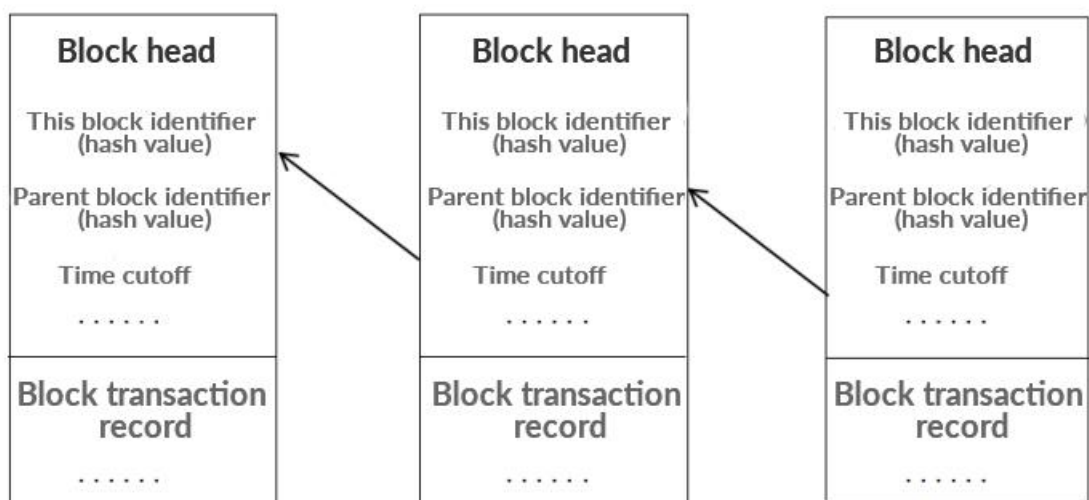 Block head
This block identifier
(hash value)
Parent block identifier
(hash value)
Time cutoff
. . . . . .
Block transaction
record
. . . . . .
Block head
This block identifier
(hash value)
Parent block identifier
(hash value)
Time cutoff
. . . . . .
Block transaction
record
. . . . . .
Block head
This block identifier
(hash value)
Parent block identifier
(hash value)
Time cutoff
. . . . . .
Block transaction
record
. . . . . .